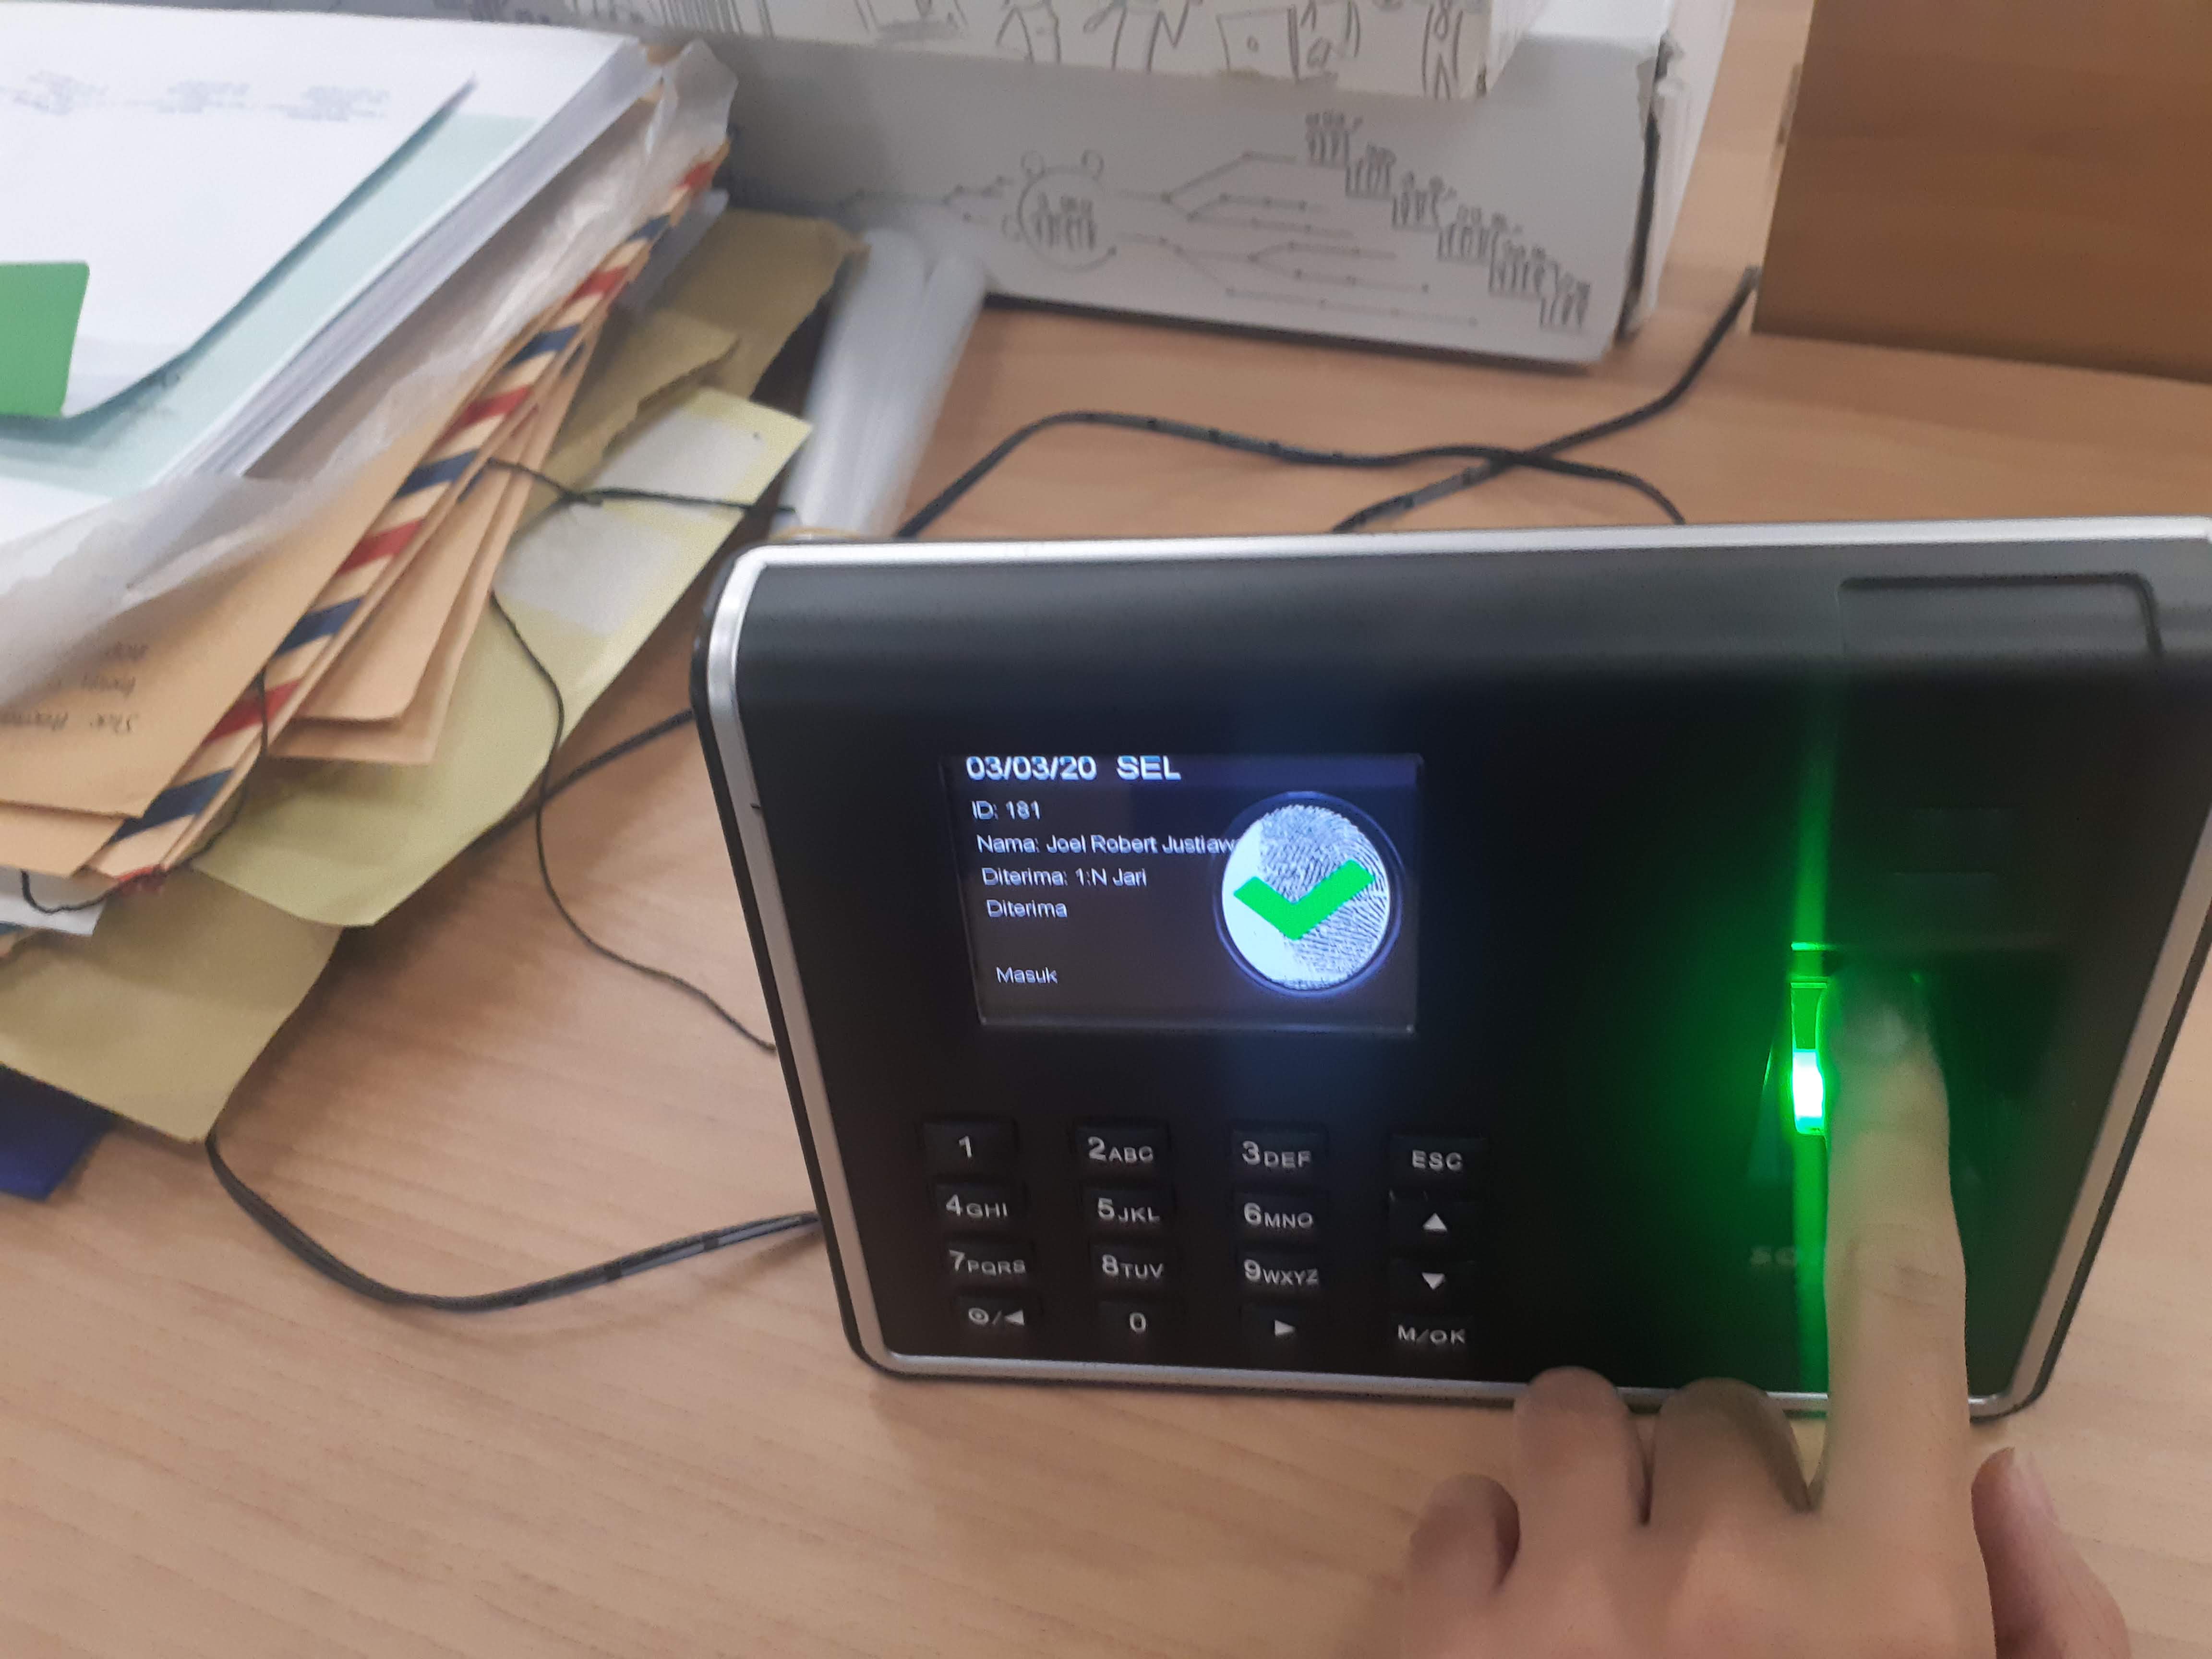 03/03/20 SEL
ID: 181
Nama: Joel Robert Justiaw
Diterima: 1:N Jari
Diterima
Masuk
1 2ABC 3DEF ESC
4GHI 5JKL 6MNO ▲
7PQRS 8TUV 9WXYZ ▼
⊙/◀ 0 ▶ M/OK